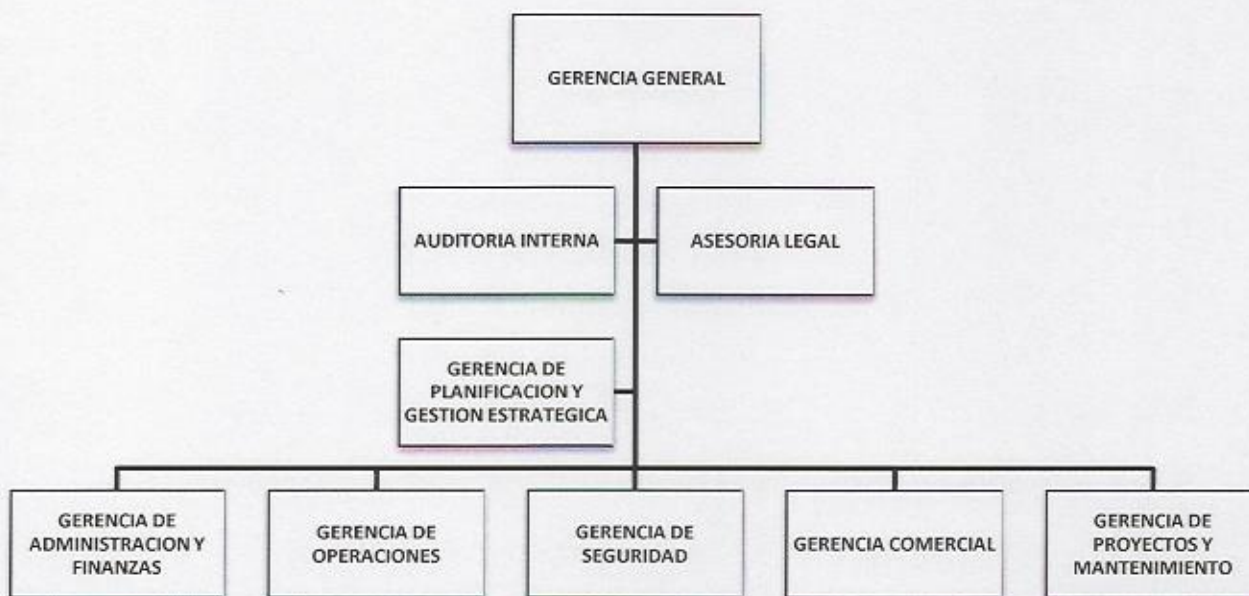 GERENCIA GENERAL
AUDITORIA INTERNA
ASESORIA LEGAL
GERENCIA DE
PLANIFICACION Y
GESTION ESTRATEGICA
GERENCIA DE
ADMINISTRACION Y
FINANZAS
GERENCIA DE
OPERACIONES
GERENCIA DE
SEGURIDAD
GERENCIA COMERCIAL
GERENCIA DE
PROYECTOS Y
MANTENIMIENTO